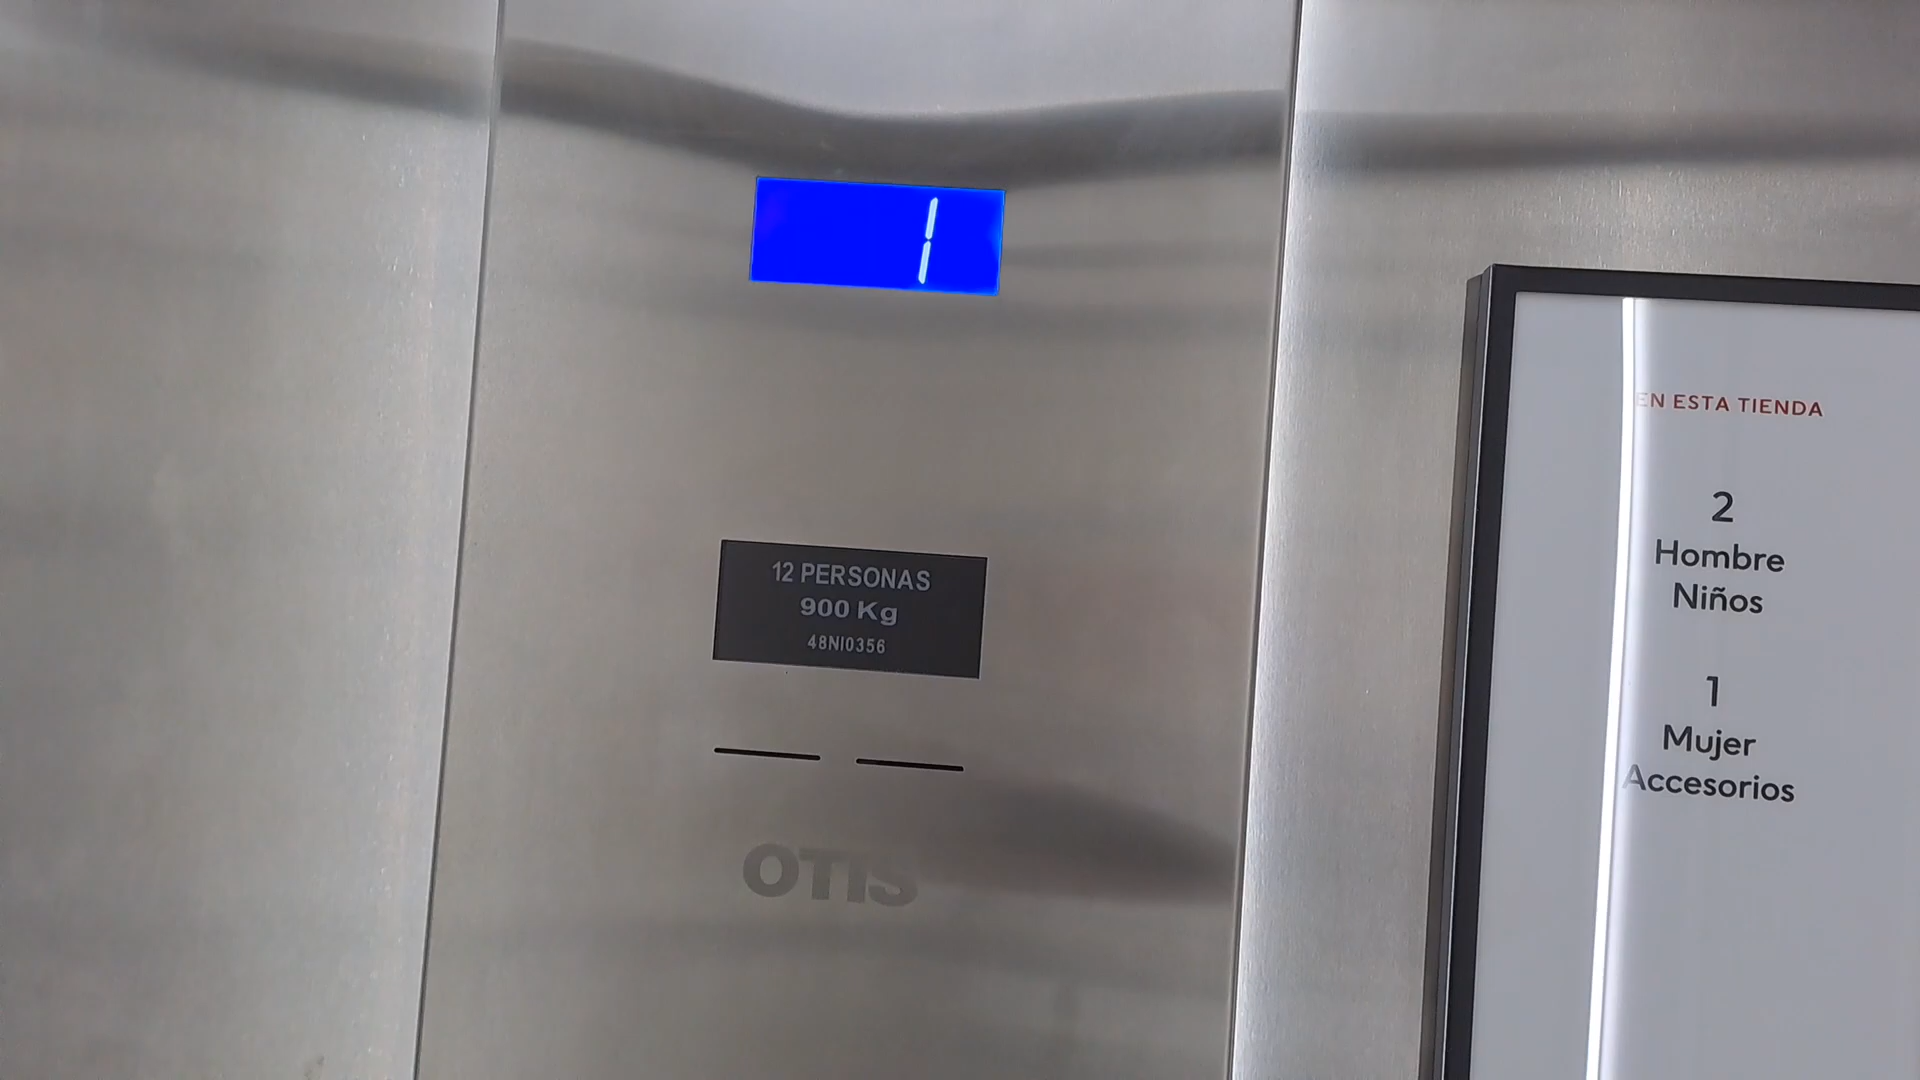 1
12 PERSONAS
900 Kg
48NI0356
OTIS
EN ESTA TIENDA
2
Hombre
Niños
1
Mujer
Accesorios